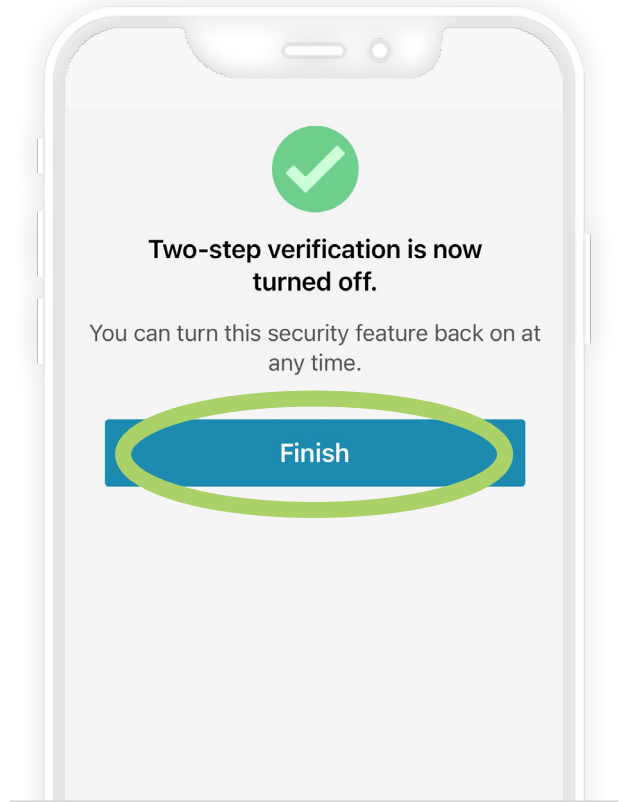 Two-step verification is now
turned off.
You can turn this security feature back on at
any time.
Finish